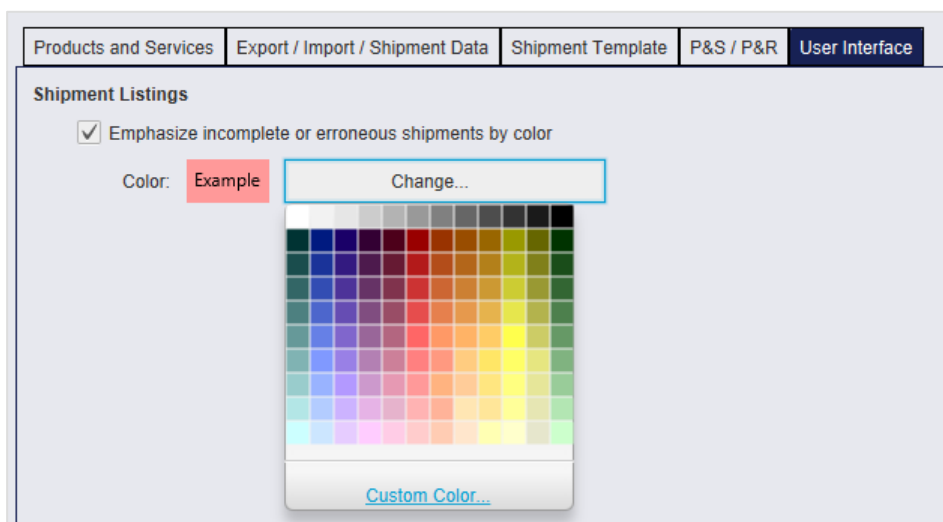 Products and Services Export / Import / Shipment Data Shipment Template P&S / P&R User Interface
Shipment Listings
Emphasize incomplete or erroneous shipments by color
Color: Example Change...
Custom Color...